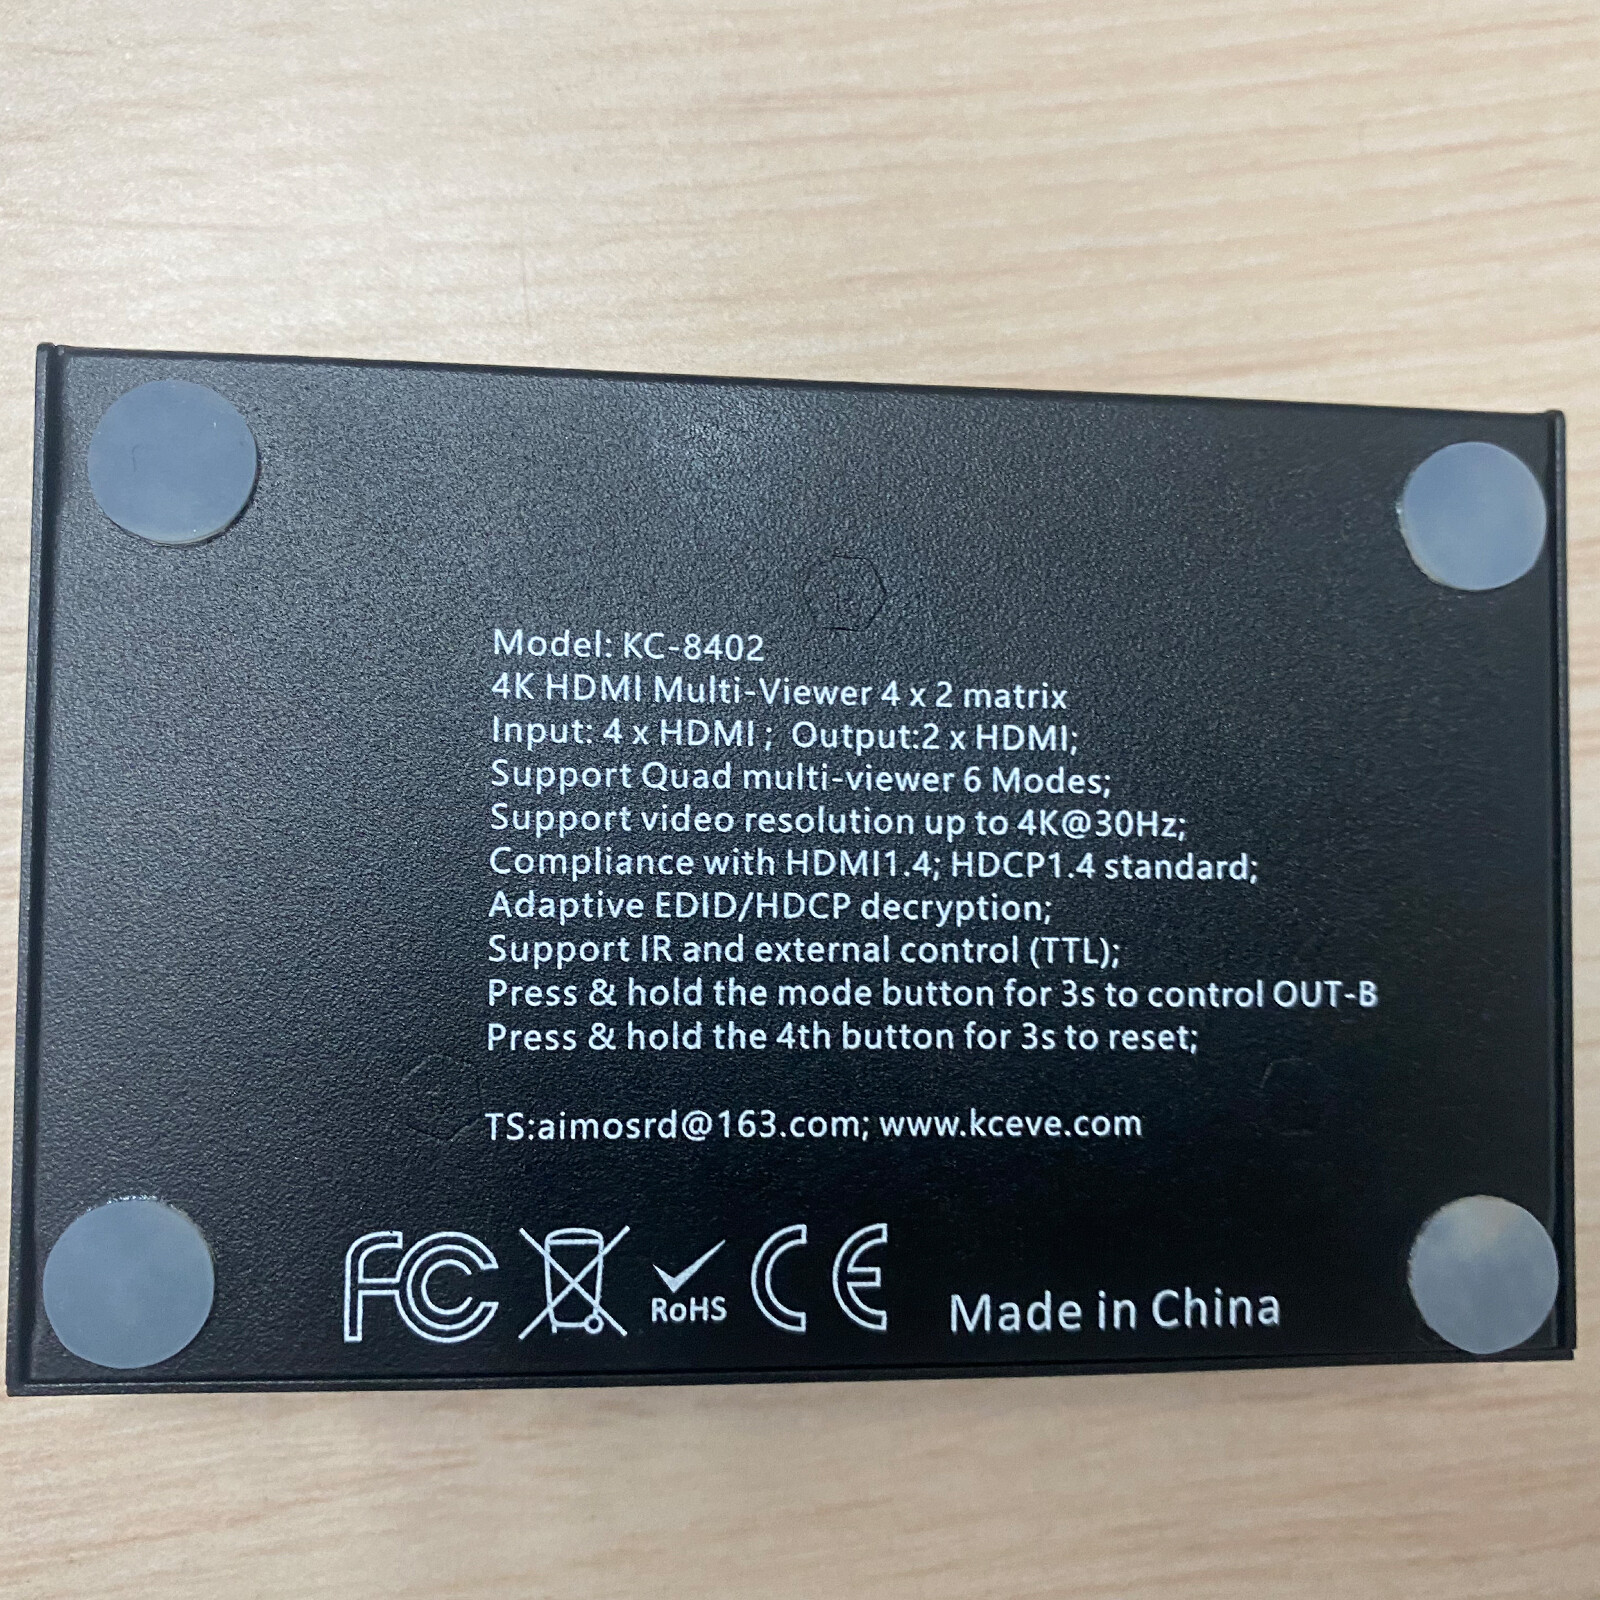 Model: KC-8402
4K HDMI Multi-Viewer 4 x 2 matrix
Input: 4 x HDMI ; Output:2 x HDMI;
Support Quad multi-viewer 6 Modes;
Support video resolution up to 4K@30Hz;
Compliance with HDMI1.4; HDCP1.4 standard;
Adaptive EDID/HDCP decryption;
Support IR and external control (TTL);
Press & hold the mode button for 3s to control OUT-B
Press & hold the 4th button for 3s to reset;
TS:aimosrd@163.com; www.kceve.com
FC RoHS CE Made in China